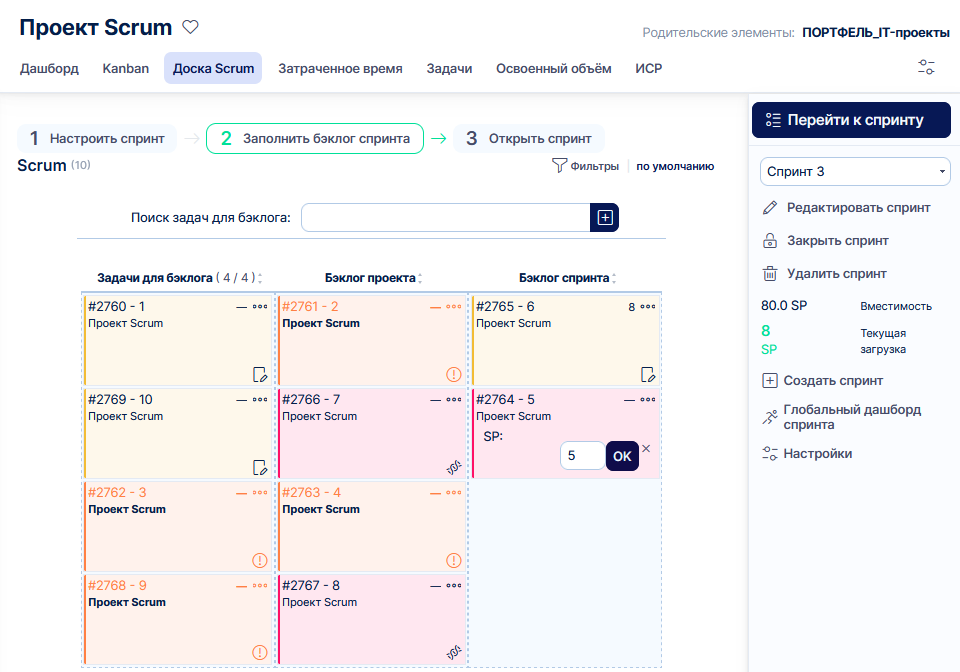 Проект Scrum
Родительские элементы: ПОРТФЕЛЬ_IT-проекты
Дашборд Kanban Доска Scrum Затраченное время Задачи Освоенный объём ИСР
1 Настроить спринт 2 Заполнить бэклог спринта 3 Открыть спринт
Scrum (10)
Фильтры по умолчанию
Поиск задач для бэклога:
Задачи для бэклога ( 4 / 4 ) Бэклог проекта Бэклог спринта
#2760 - 1 —
Проект Scrum
#2761 - 2 —
Проект Scrum
#2765 - 6 8
Проект Scrum
#2769 - 10 —
Проект Scrum
#2766 - 7 —
Проект Scrum
#2764 - 5 —
Проект Scrum
SP:
5 OK ×
#2762 - 3 —
Проект Scrum
#2763 - 4 —
Проект Scrum
#2768 - 9 —
Проект Scrum
#2767 - 8 —
Проект Scrum
Перейти к спринту
Спринт 3
Редактировать спринт
Закрыть спринт
Удалить спринт
80.0 SP Вместимость
8 SP Текущая
загрузка
Создать спринт
Глобальный дашборд
спринта
Настройки